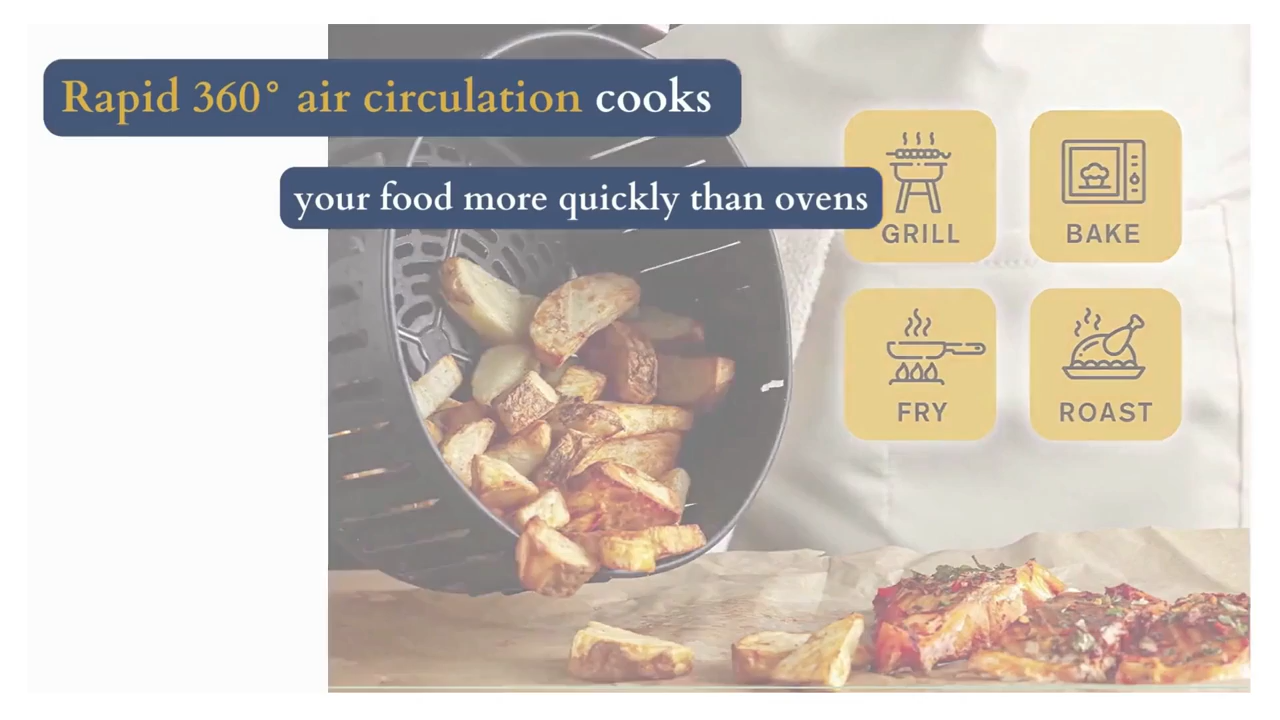 Rapid 360° air circulation cooks
your food more quickly than ovens
GRILL
BAKE
FRY
ROAST